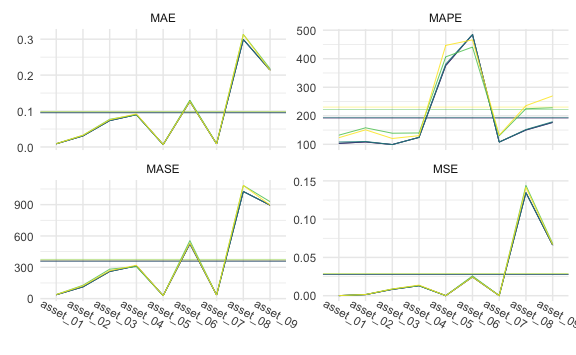 MAE
0.3
0.2
0.1
0.0
MAPE
500
400
300
200
100
MASE
900
600
300
0
asset_01
asset_02
asset_03
asset_04
asset_05
asset_06
asset_07
asset_08
asset_09
MSE
0.15
0.10
0.05
0.00
asset_01
asset_02
asset_03
asset_04
asset_05
asset_06
asset_07
asset_08
asset_09